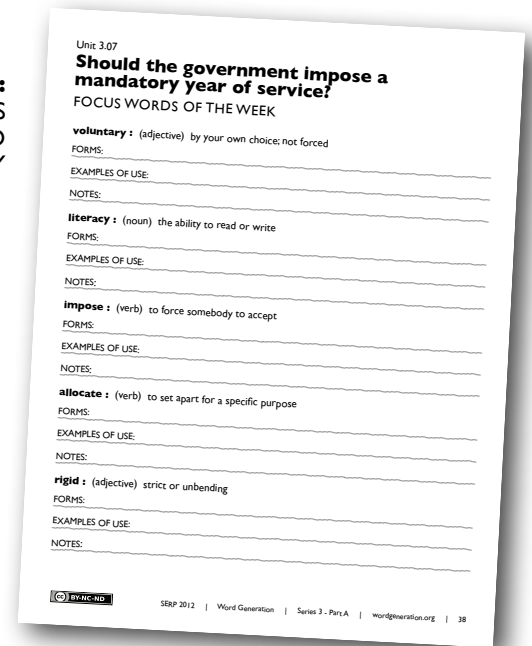 Unit 3.07
Should the government impose a
mandatory year of service?
FOCUS WORDS OF THE WEEK
voluntary : (adjective) by your own choice; not forced
FORMS:
EXAMPLES OF USE:
NOTES:
literacy : (noun) the ability to read or write
FORMS:
EXAMPLES OF USE:
NOTES:
impose : (verb) to force somebody to accept
FORMS:
EXAMPLES OF USE:
NOTES:
allocate : (verb) to set apart for a specific purpose
FORMS:
EXAMPLES OF USE:
NOTES:
rigid : (adjective) strict or unbending
FORMS:
EXAMPLES OF USE:
NOTES:
cc BY-NC-ND SERP 2012 | Word Generation | Series 3 - Part A | wordgeneration.org | 38